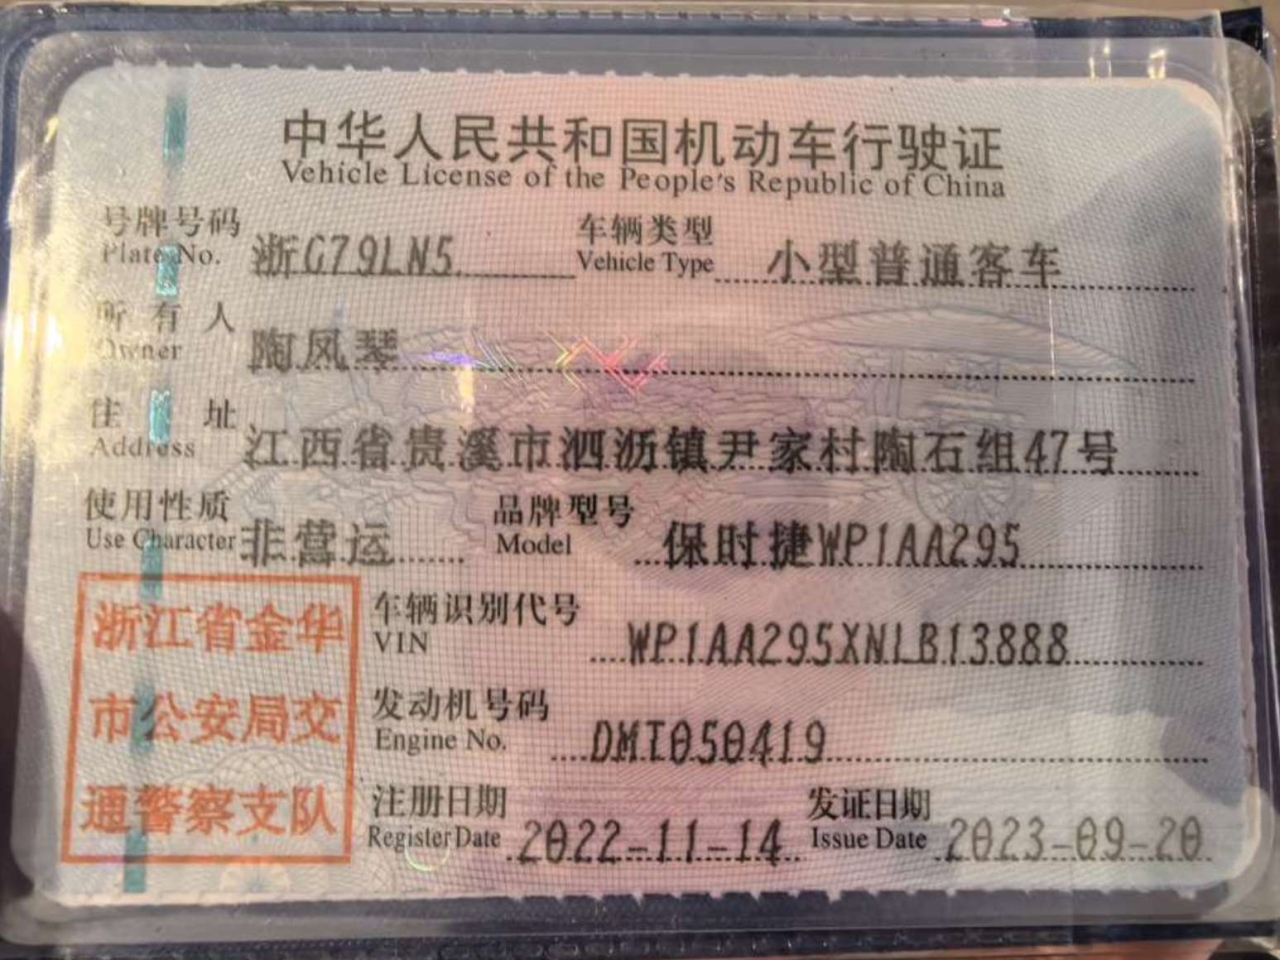 中华人民共和国机动车行驶证
Vehicle License of the People's Republic of China
号牌号码 浙G79LN5 车辆类型 小型普通客车
Plate No. Vehicle Type
所有人 陶凤琴
Owner
住址 江西省贵溪市泗沥镇尹家村陶石组47号
Address
使用性质 非营运 品牌型号 保时捷WP1AA295
Use Character Model
浙江省金华
市公安局交
通警察支队
车辆识别代号 WP1AA295XNLB13888
VIN
发动机号码 DMT050419
Engine No.
注册日期 2022-11-14 发证日期 2023-09-20
Register Date Issue Date